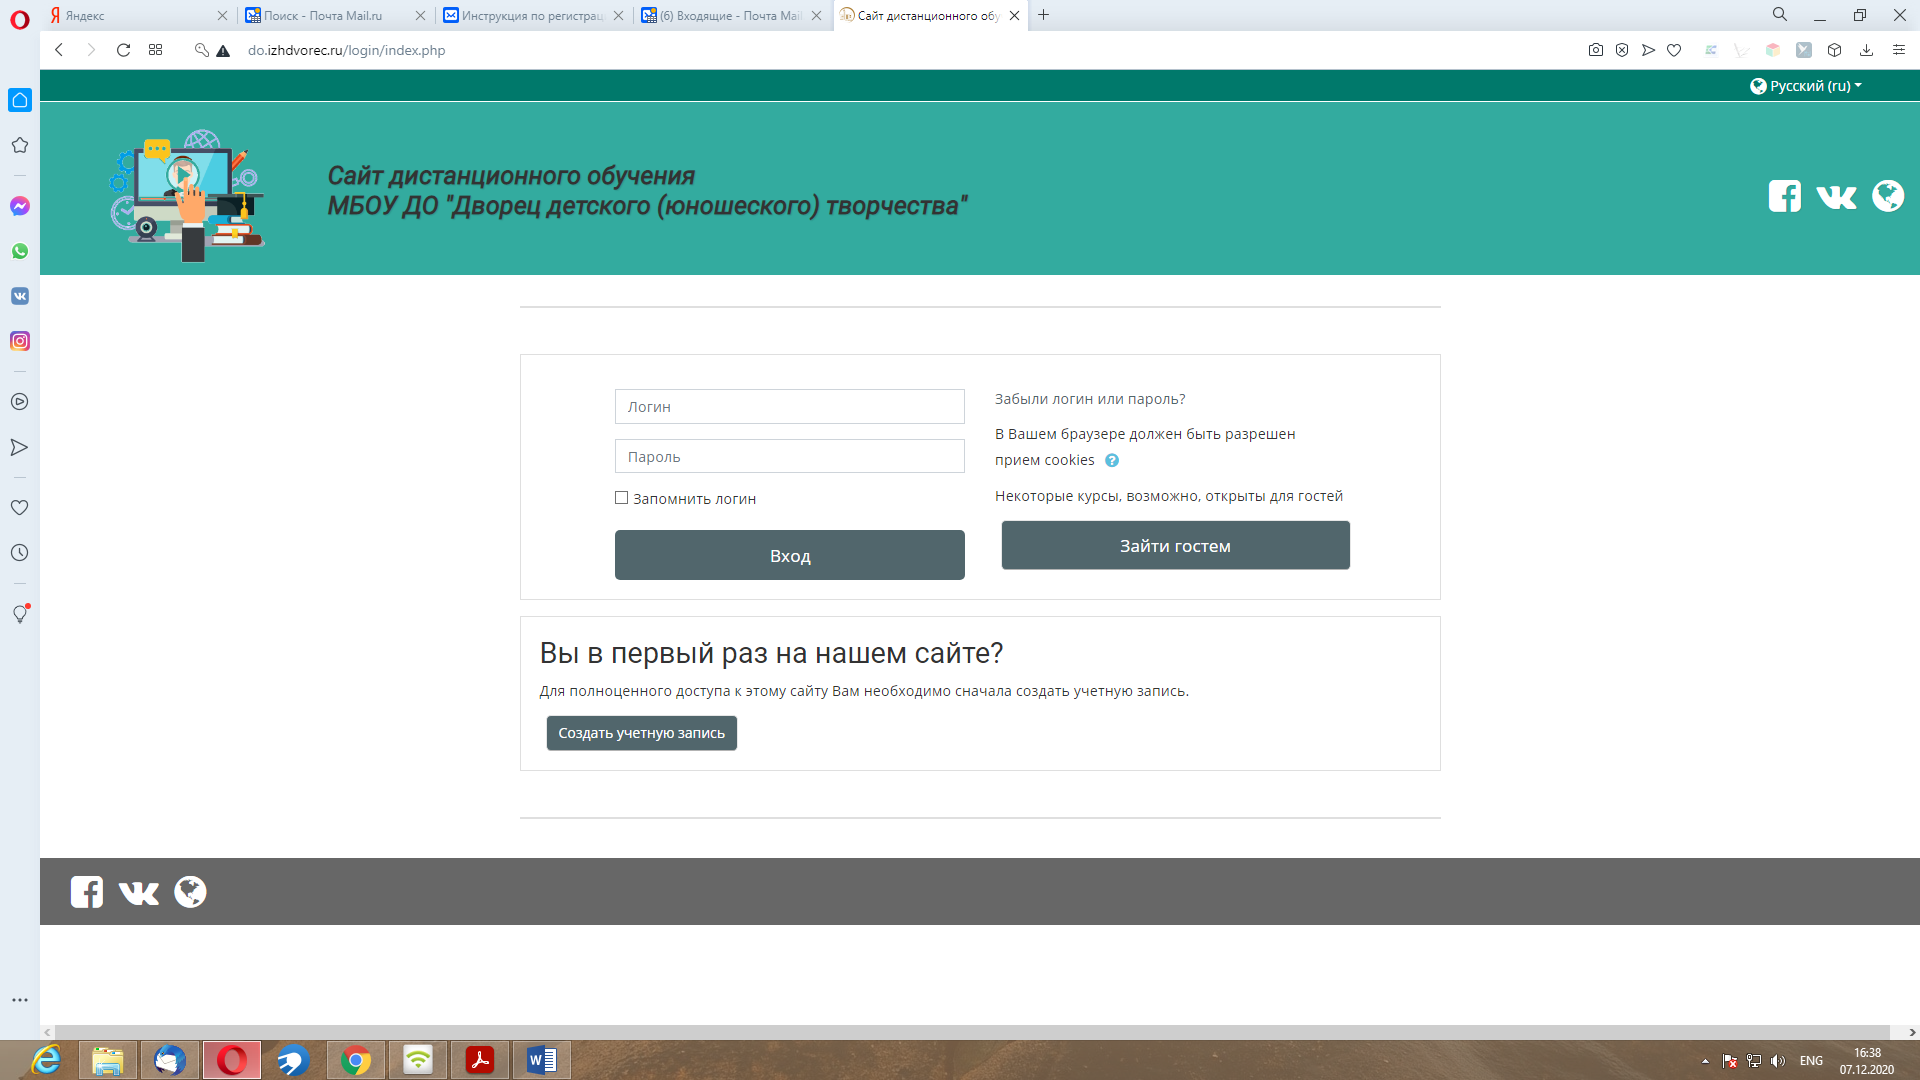 Яндекс
Поиск - Почта Mail.ru
Инструкция по регистрац
(6) Входящие - Почта Mail
Сайт дистанционного обу
do.izhdvorec.ru/login/index.php
Русский (ru)
Сайт дистанционного обучения
МБОУ ДО "Дворец детского (юношеского) творчества"
Логин
Пароль
Запомнить логин
Вход
Забыли логин или пароль?
В Вашем браузере должен быть разрешен
прием cookies
Некоторые курсы, возможно, открыты для гостей
Зайти гостем
Вы в первый раз на нашем сайте?
Для полноценного доступа к этому сайту Вам необходимо сначала создать учетную запись.
Создать учетную запись
ENG
16:38
07.12.2020